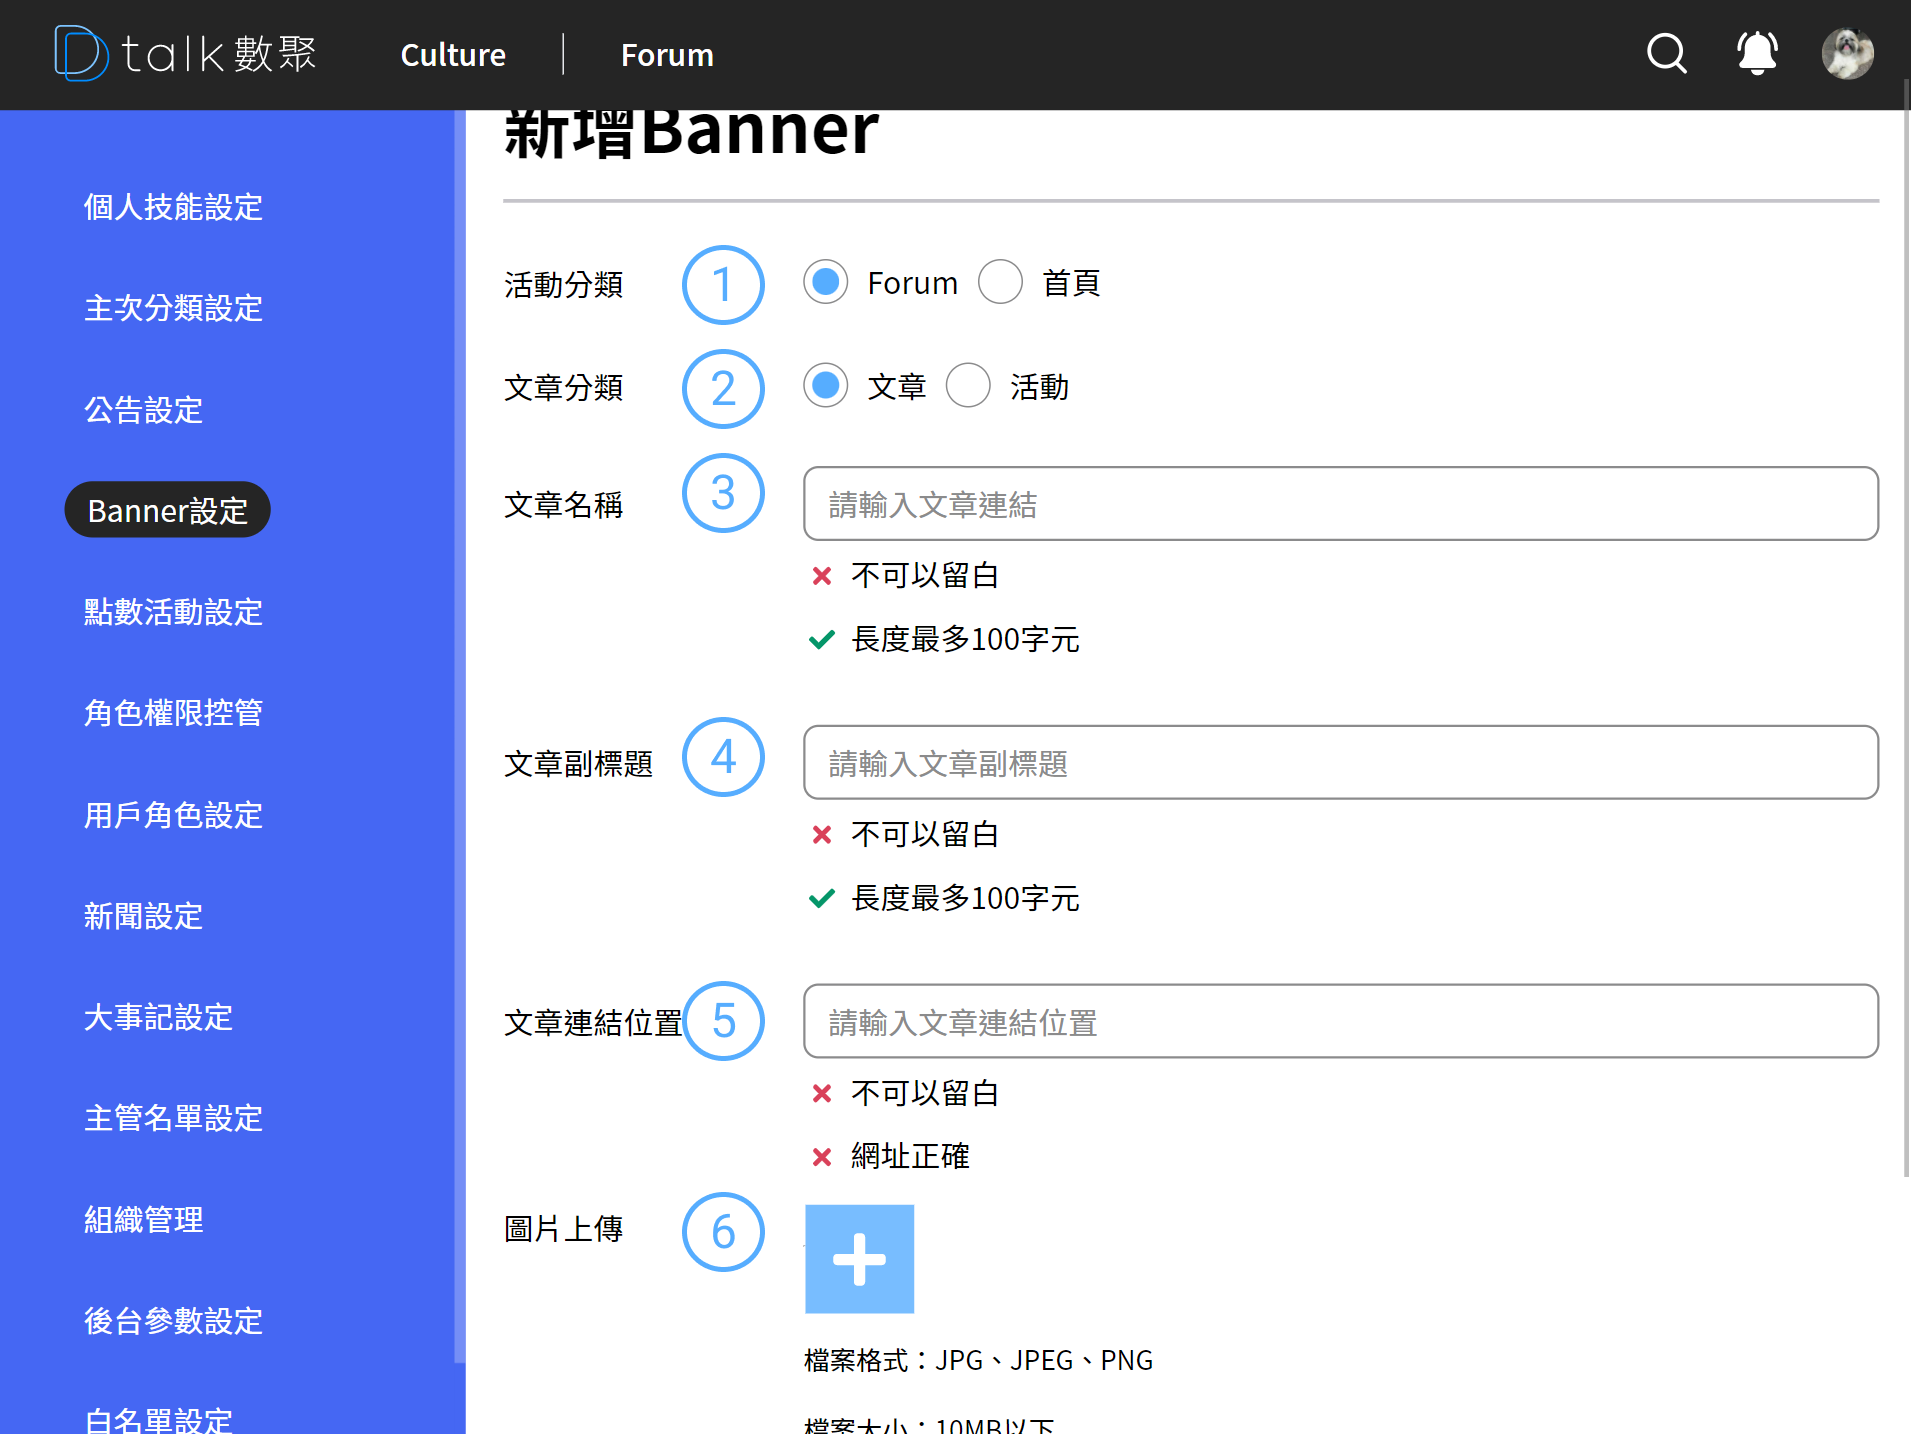 Dtalk數聚
Culture
Forum
個人技能設定
主次分類設定
公告設定
Banner設定
點數活動設定
角色權限控管
用戶角色設定
新聞設定
大事記設定
主管名單設定
組織管理
後台參數設定
白名單設定
新增Banner
活動分類 1 Forum 首頁
文章分類 2 文章 活動
文章名稱 3 請輸入文章連結
不可以留白
長度最多100字元
文章副標題 4 請輸入文章副標題
不可以留白
長度最多100字元
文章連結位置 5 請輸入文章連結位置
不可以留白
網址正確
圖片上傳 6
檔案格式：JPG、JPEG、PNG
檔案大小：10MB以下